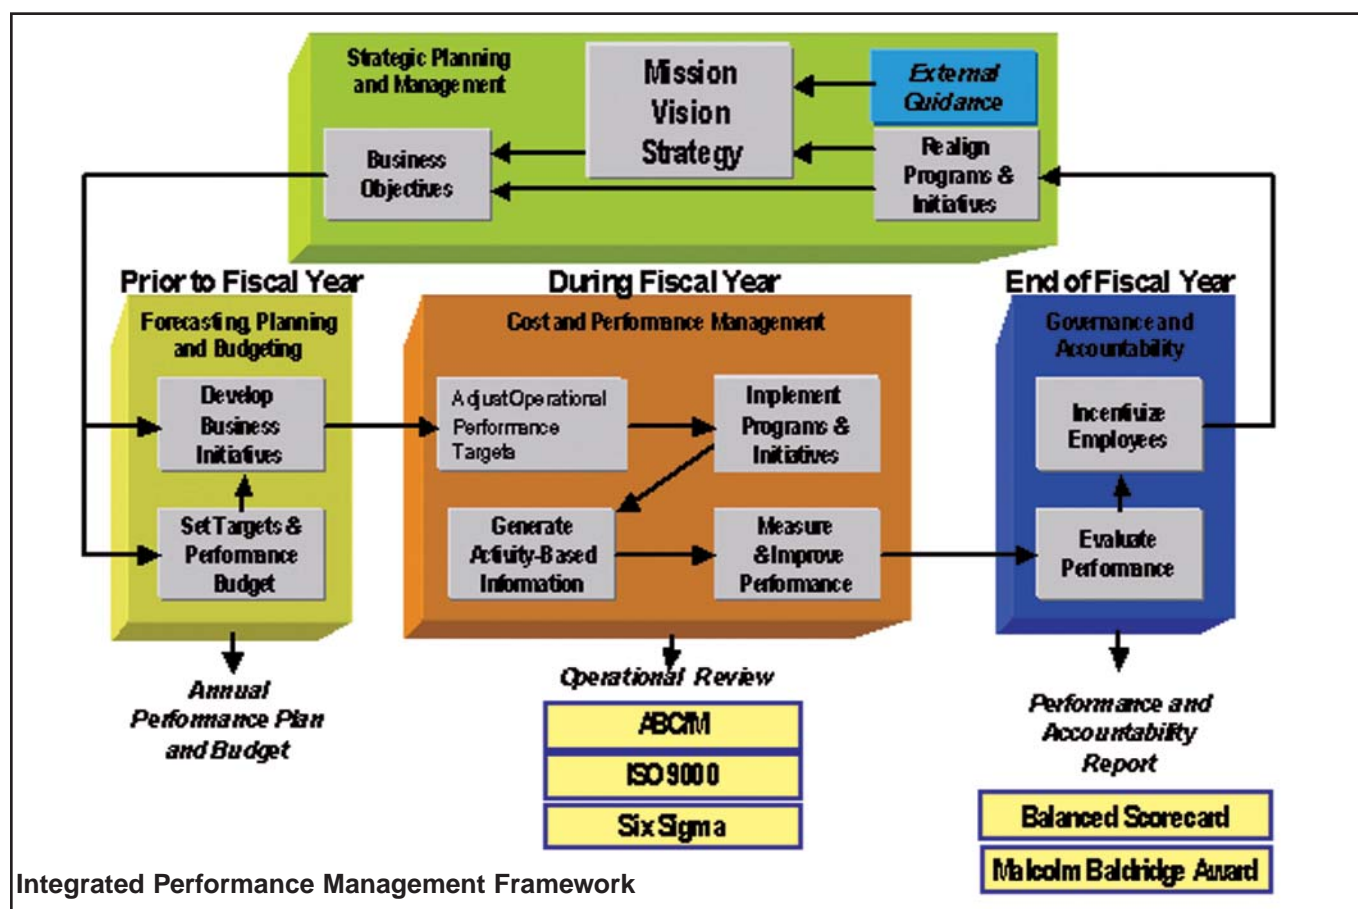 Strategic Planning
and Management
Mission
Vision
Strategy
External
Guidance
Business
Objectives
Realign
Programs &
Initiatives
Prior to Fiscal Year
During Fiscal Year
End of Fiscal Year
Forecasting, Planning
and Budgeting
Develop
Business
Initiatives
Set Targets &
Performance
Budget
Cost and Performance Management
Adjust Operational
Performance
Targets
Implement
Programs &
Initiatives
Generate
Activity-Based
Information
Measure
& Improve
Performance
Governance and
Accountability
Incentivize
Employees
Evaluate
Performance
Annual
Performance Plan
and Budget
Operational Review
ABC/M
ISO 9000
Six Sigma
Performance and
Accountability
Report
Balanced Scorecard
Malcolm Baldridge Award
Integrated Performance Management Framework